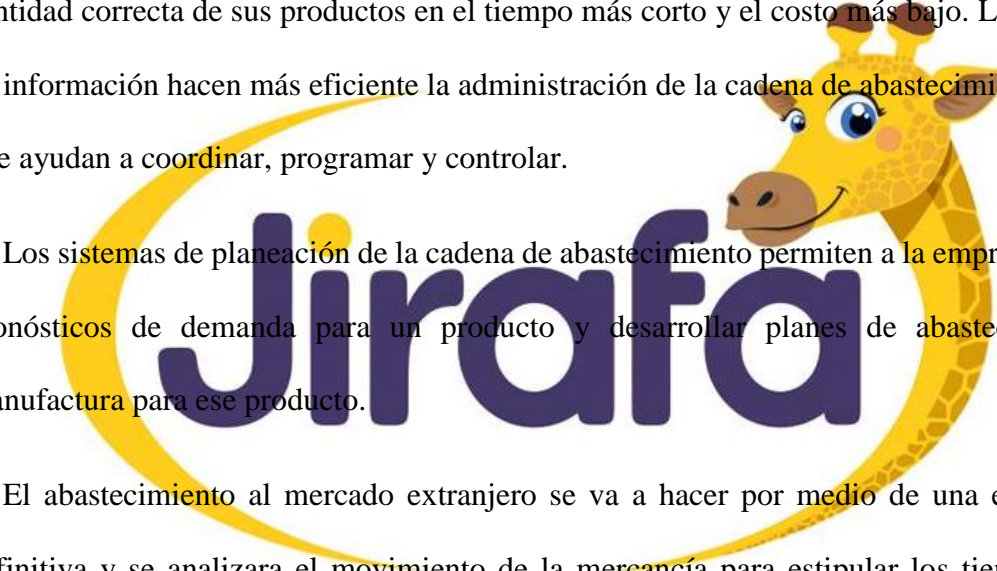 ntidad correcta de sus productos en el tiempo más corto y el costo más bajo. L
información hacen más eficiente la administración de la cadena de abastecimi
e ayudan a coordinar, programar y controlar.
Los sistemas de planeación de la cadena de abastecimiento permiten a la empr
Jirafa
onósticos de demanda para un producto y desarrollar planes de abastec
anufactura para ese producto.
El abastecimiento al mercado extranjero se va a hacer por medio de una e
finitiva y se analizara el movimiento de la mercancía para estipular los tien